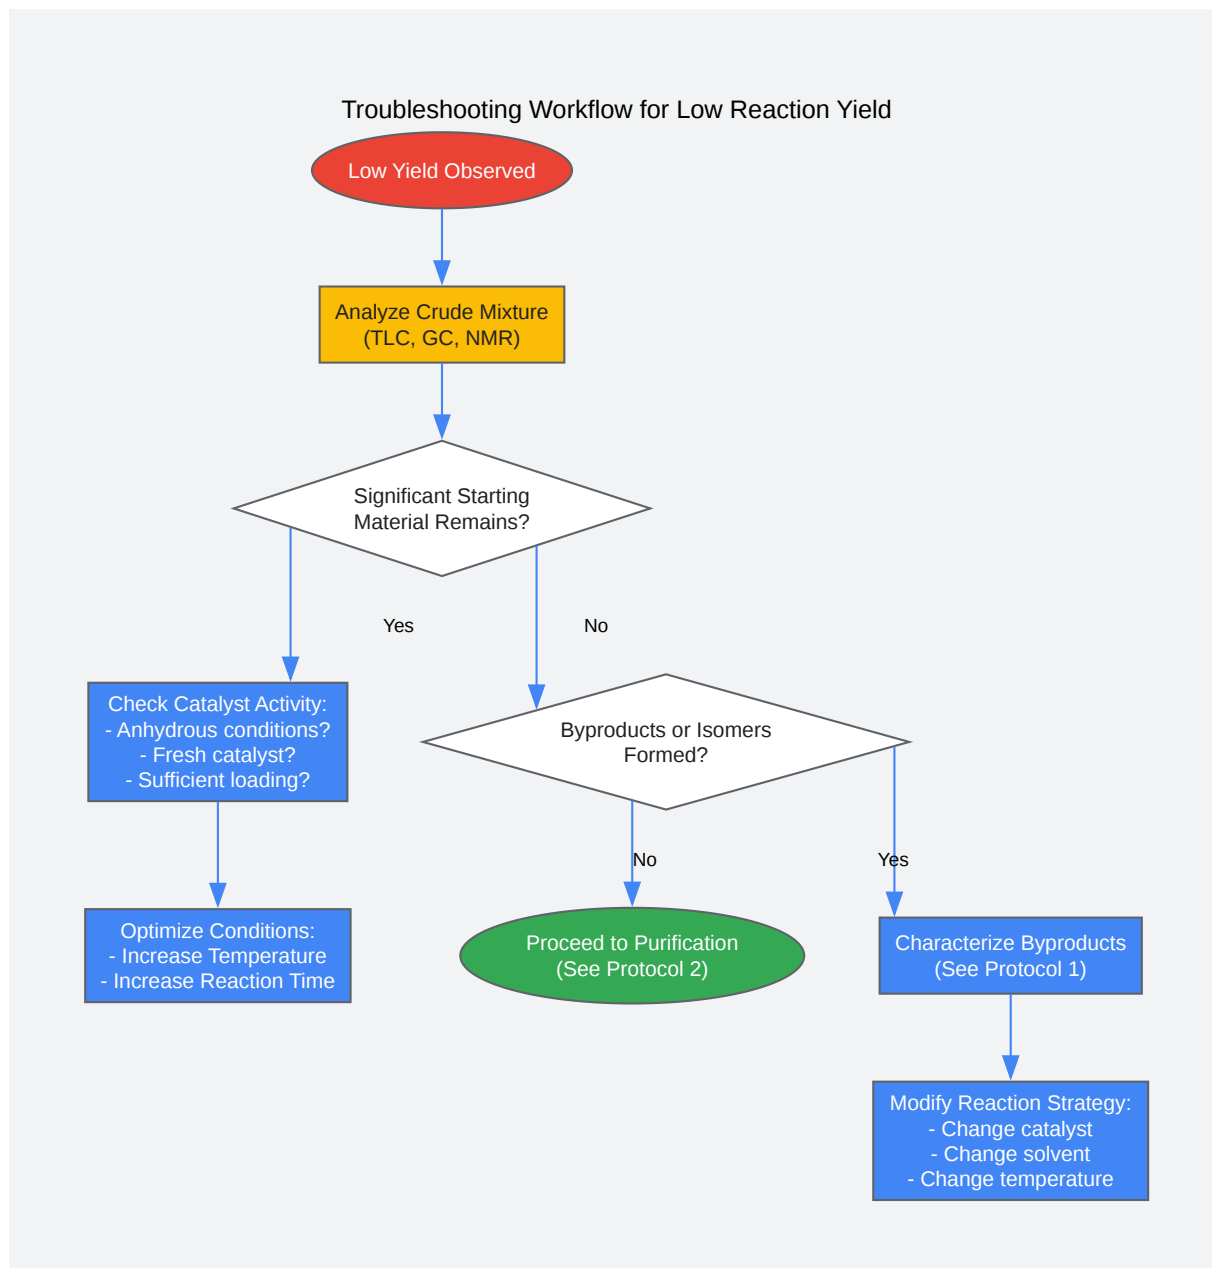 Troubleshooting Workflow for Low Reaction Yield
Low Yield Observed
Analyze Crude Mixture
(TLC, GC, NMR)
Significant Starting
Material Remains?
Yes
No
Check Catalyst Activity:
- Anhydrous conditions?
- Fresh catalyst?
- Sufficient loading?
Byproducts or Isomers
Formed?
No
Yes
Optimize Conditions:
- Increase Temperature
- Increase Reaction Time
Proceed to Purification
(See Protocol 2)
Characterize Byproducts
(See Protocol 1)
Modify Reaction Strategy:
- Change catalyst
- Change solvent
- Change temperature